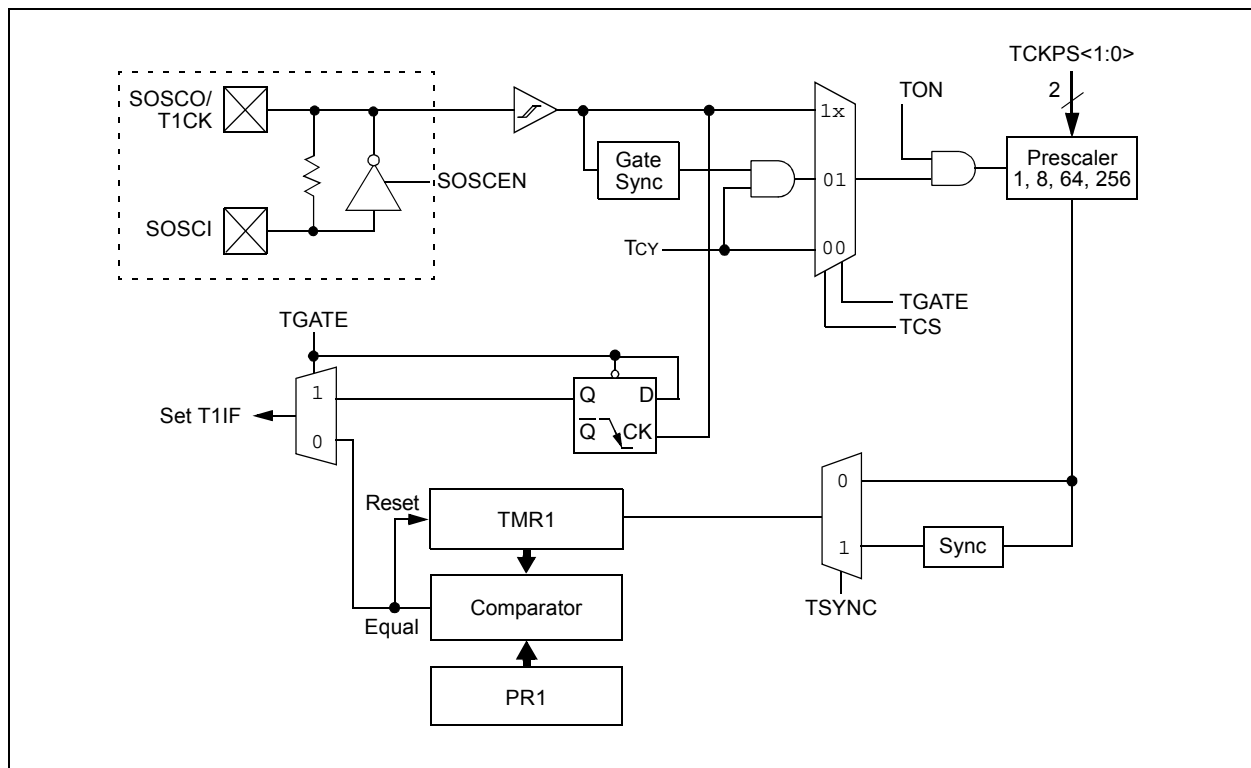 TCKPS<1:0>
2
SOSCO/
T1CK
TON
1x
Prescaler
1, 8, 64, 256
Gate
Sync
SOSCEN
01
SOSCI
TCY
00
TGATE
TCS
TGATE
1
Q
D
Set T1IF
Q
CK
0
0
Reset
TMR1
1
Sync
TSYNC
Comparator
Equal
PR1